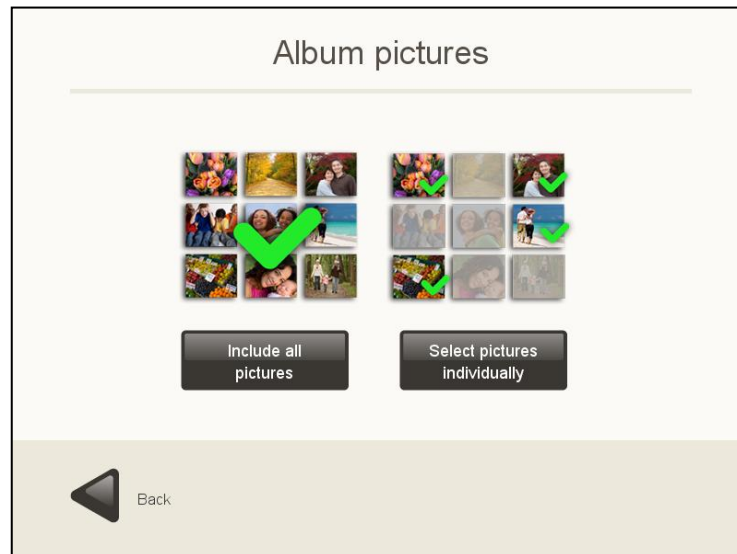 Album pictures
Include all
pictures
Select pictures
individually
Back